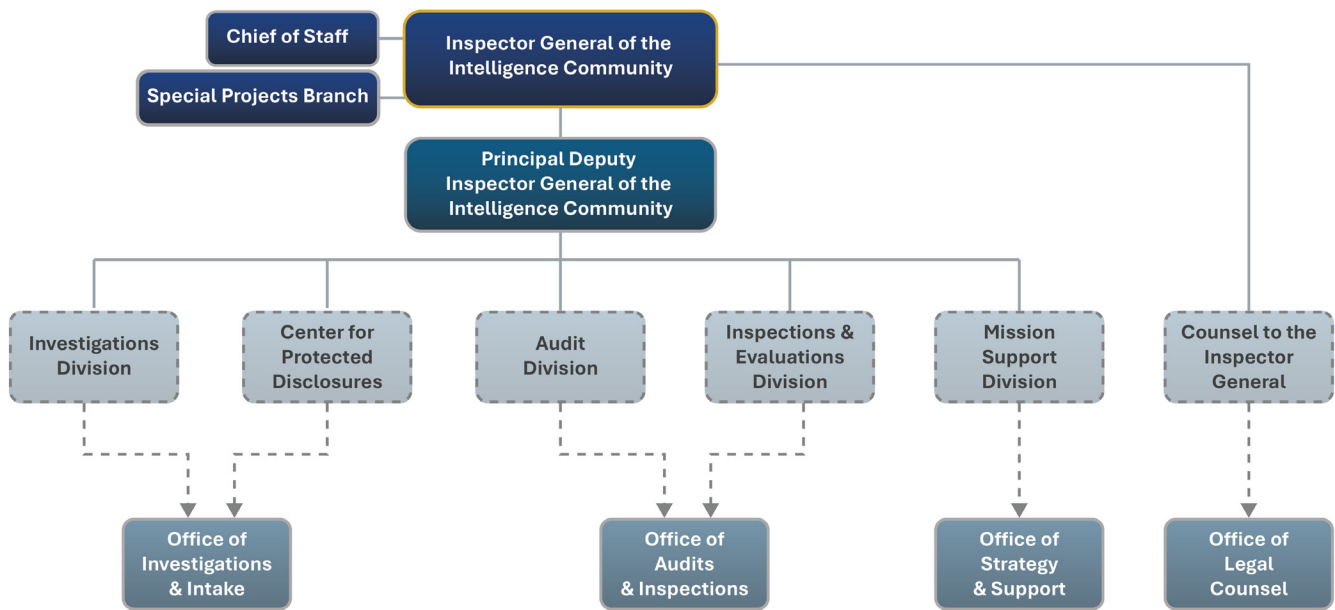 Chief of Staff
Inspector General of the
Intelligence Community
Special Projects Branch
Principal Deputy
Inspector General of the
Intelligence Community
Investigations
Division
Center for
Protected
Disclosures
Audit
Division
Inspections &
Evaluations
Division
Mission
Support
Division
Counsel to the
Inspector
General
Office of
Investigations
& Intake
Office of
Audits
& Inspections
Office of
Strategy
& Support
Office of
Legal
Counsel